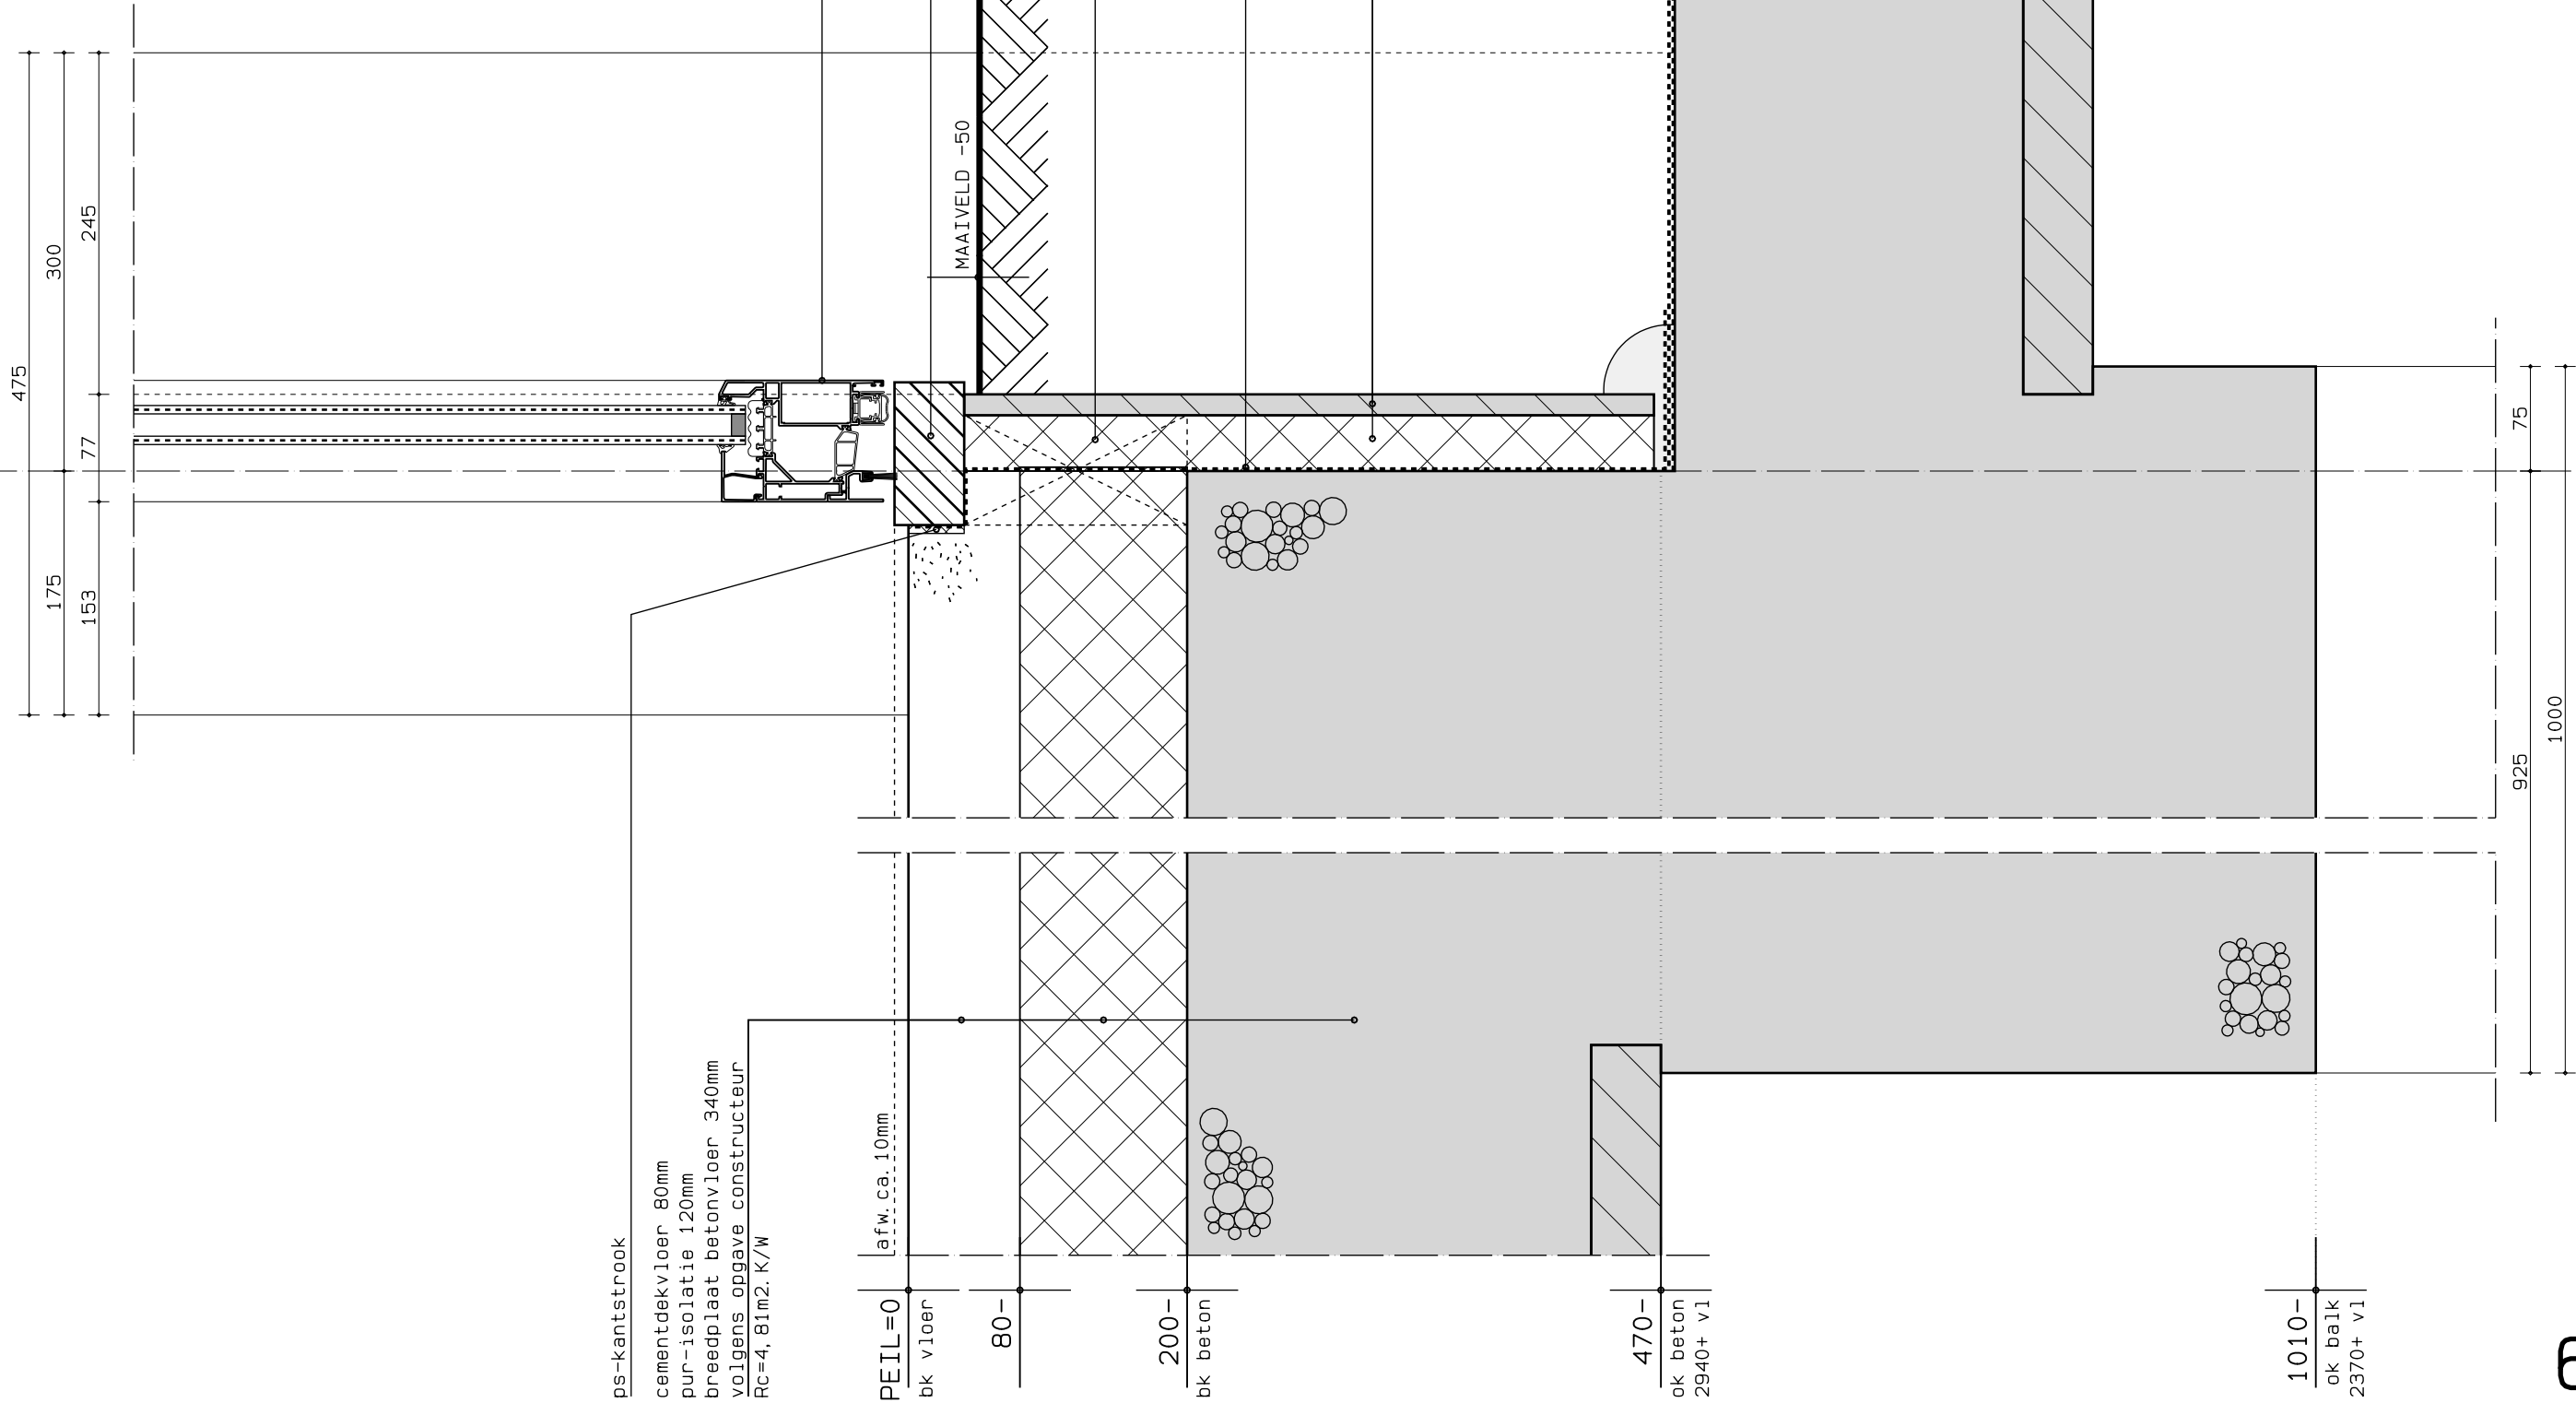 475
300
175
245
77
153
MAAIVELD -50
ps-kantstrook
cementdekvloer 80mm
pur-isolatie 120mm
breedplaat betonvloer 340mm
volgens opgave constructeur
Rc=4,81m2.K/W
afw. ca. 10mm
PEIL=0
bk vloer
80-
200-
bk beton
470-
ok beton
2940+ vl
1010-
ok balk
2370+ vl
75
925
1000